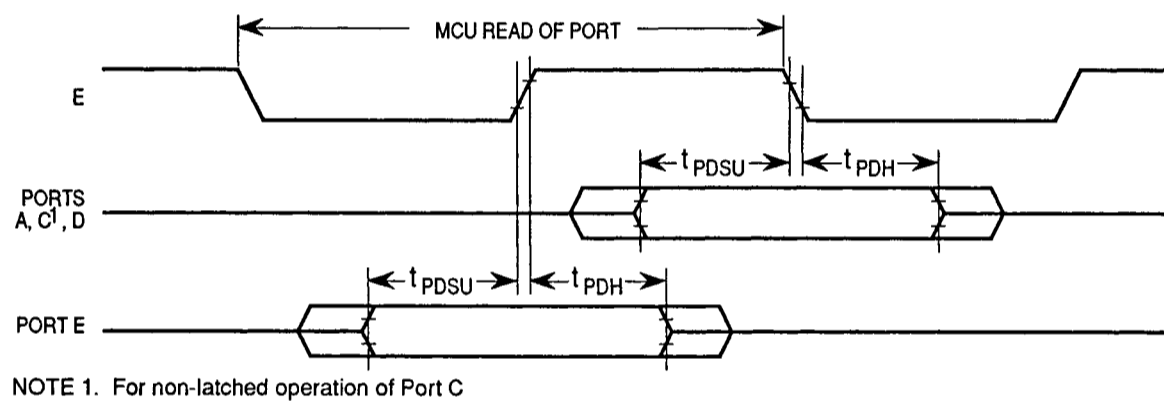 MCU READ OF PORT
E
t PDSU
t PDH
PORTS
A, C1, D
t PDSU
t PDH
PORT E
NOTE 1. For non-latched operation of Port C